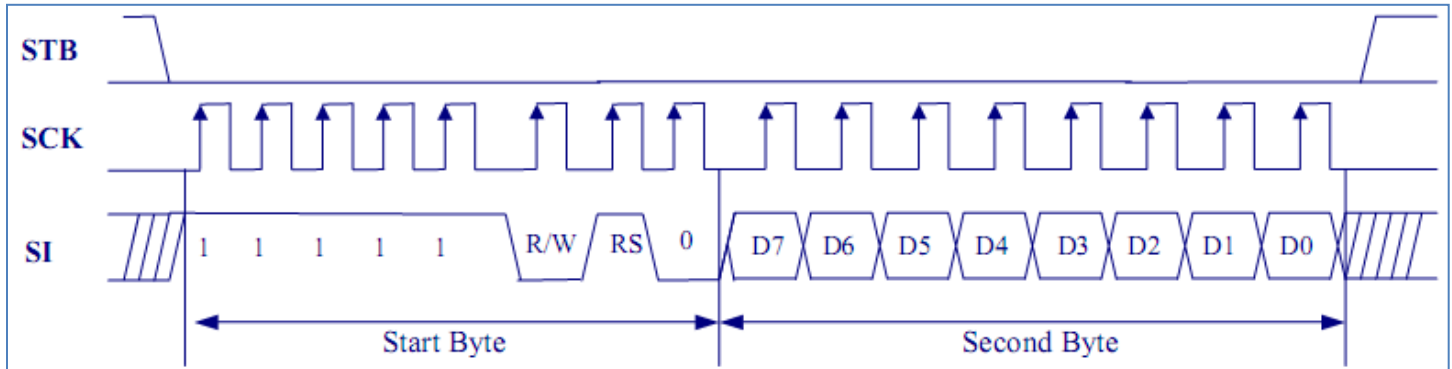 STB
SCK
SI 1 1 1 1 1 R/W RS 0 D7 D6 D5 D4 D3 D2 D1 D0
Start Byte Second Byte